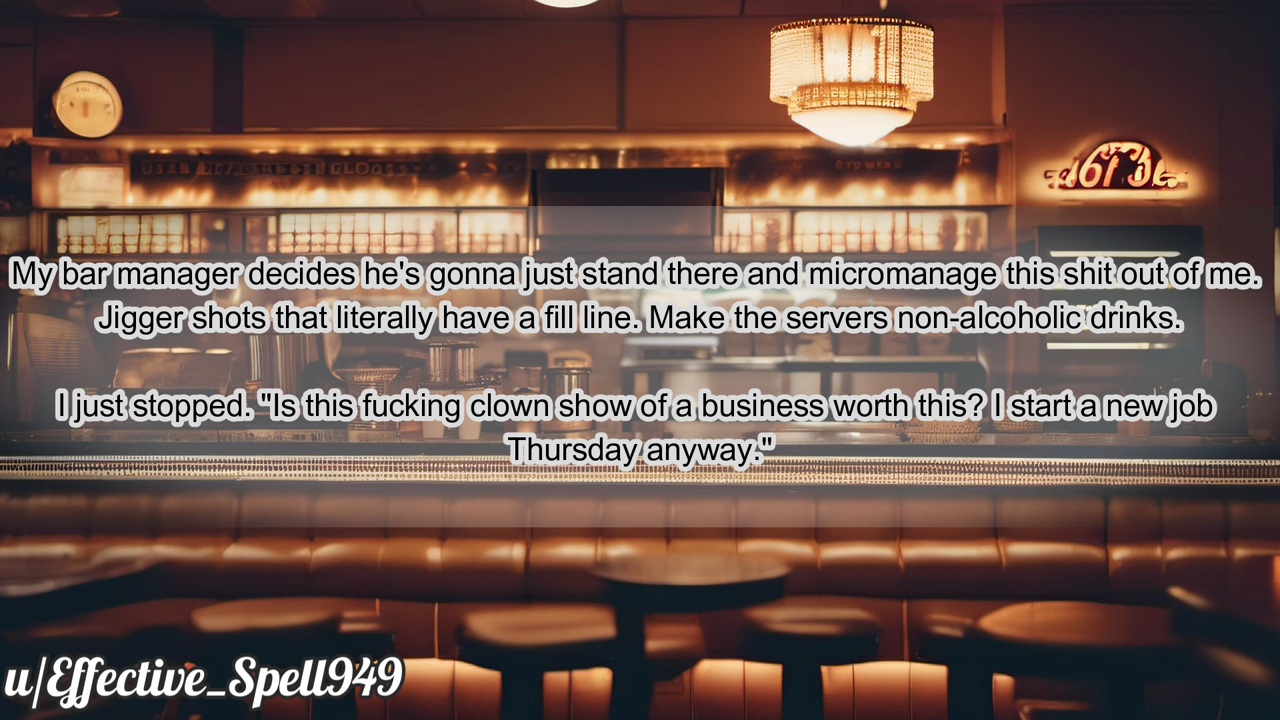 My bar manager decides he's gonna just stand there and micromanage this shit out of me.
Jigger shots that literally have a fill line. Make the servers non-alcoholic drinks.
I just stopped. "Is this fucking clown show of a business worth this? I start a new job
Thursday anyway."
u/Effective_Spell949